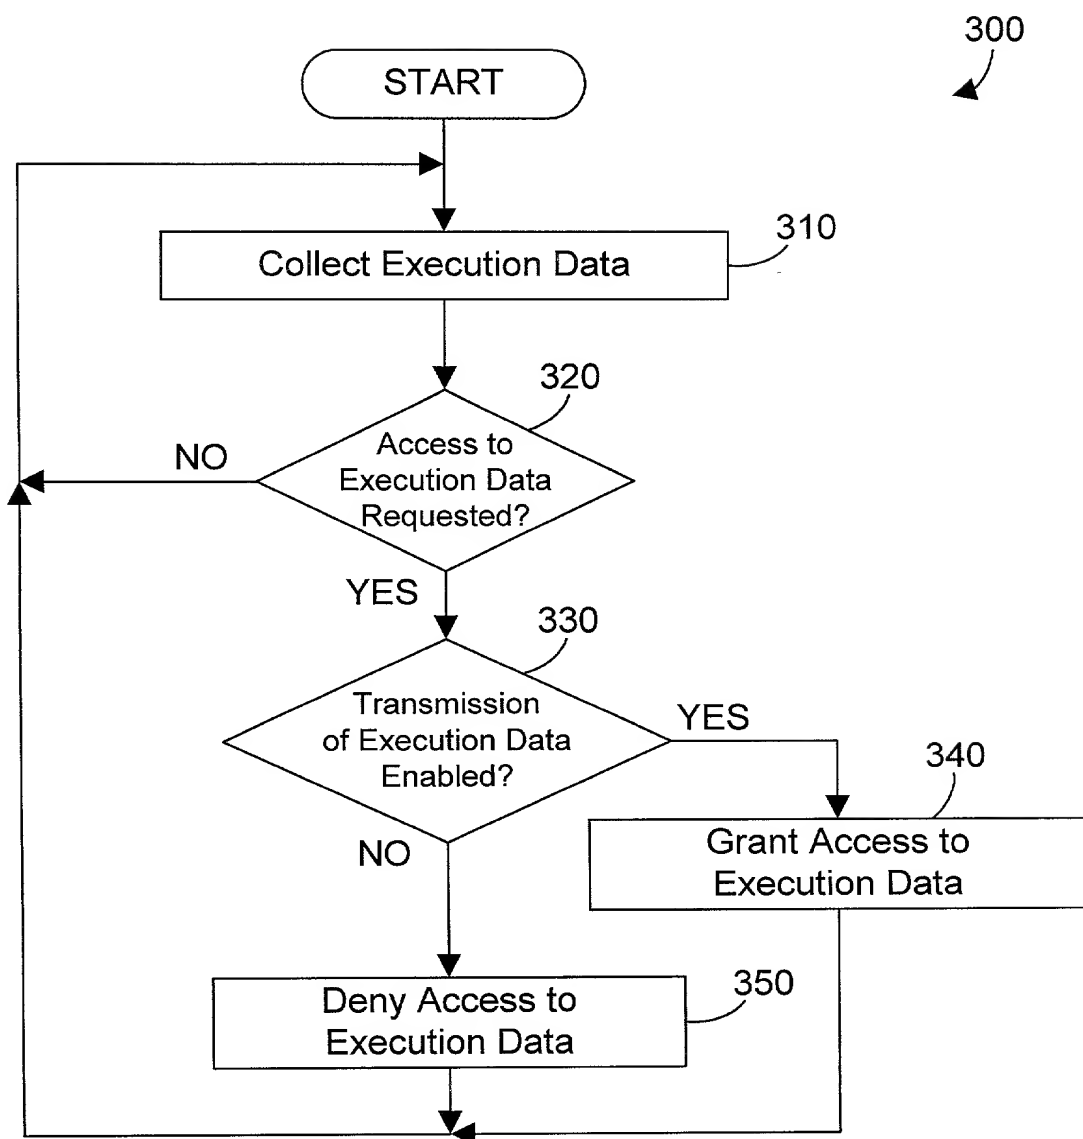 300
START
310
Collect Execution Data
320
Access to
Execution Data
Requested?
NO
YES
330
Transmission
of Execution Data
Enabled?
YES
340
NO
Grant Access to
Execution Data
350
Deny Access to
Execution Data